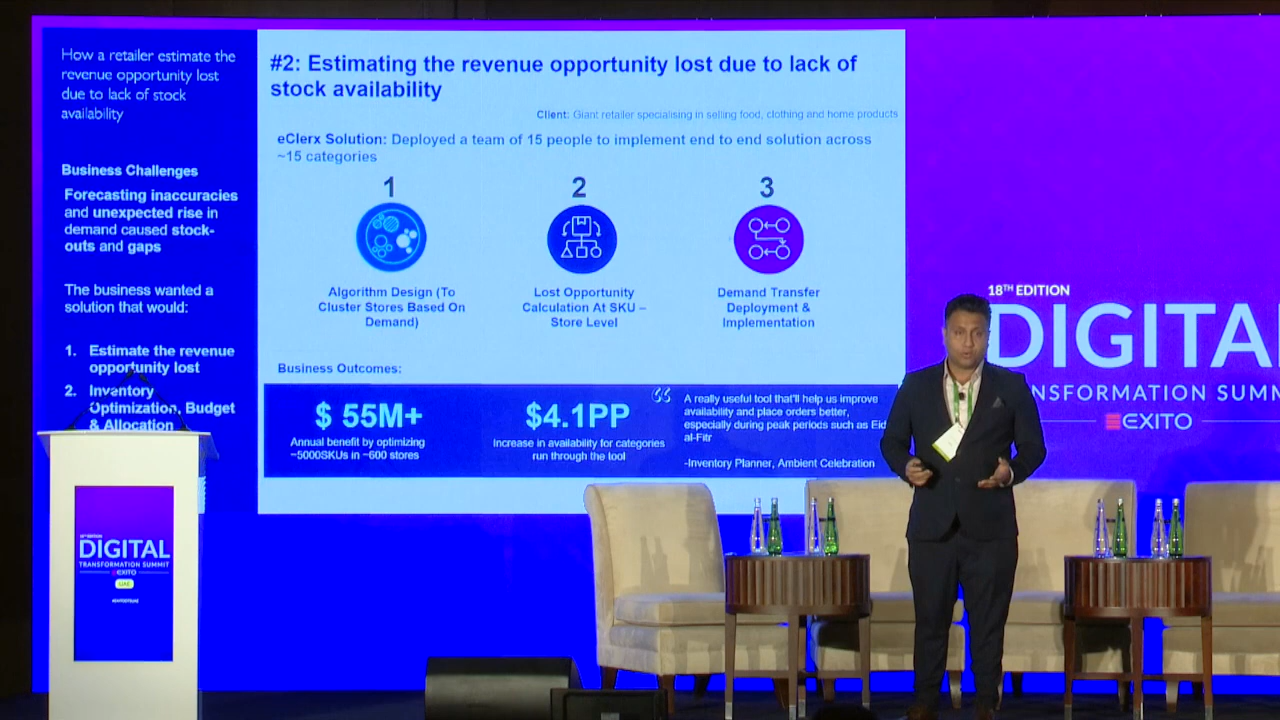 How a retailer estimate the
revenue opportunity lost
due to lack of stock
availability
Business Challenges
Forecasting inaccuracies
and unexpected rise in
demand caused stock-
outs and gaps
The business wanted a
solution that would:
1. Estimate the revenue
opportunity lost
2. Inventory
Optimization, Budget
& Allocation
#2: Estimating the revenue opportunity lost due to lack of
stock availability
Client: Giant retailer specialising in selling food, clothing and home products
eClerx Solution: Deployed a team of 15 people to implement end to end solution across
~15 categories
1
Algorithm Design (To
Cluster Stores Based On
Demand)
2
Lost Opportunity
Calculation At SKU –
Store Level
3
Demand Transfer
Deployment &
Implementation
Business Outcomes:
$ 55M+
Annual benefit by optimizing
~5000SKUs in ~600 stores
$4.1PP
Increase in availability for categories
run through the tool
“
A really useful tool that'll help us improve
availability and place orders better,
especially during peak periods such as Eid
al-Fitr
-Inventory Planner, Ambient Celebration
18TH EDITION
DIGITA
NSFORMATION SUMM
EXITO
DIGITAL
TRANSFORMATION SUMMIT
EXITO
UAE